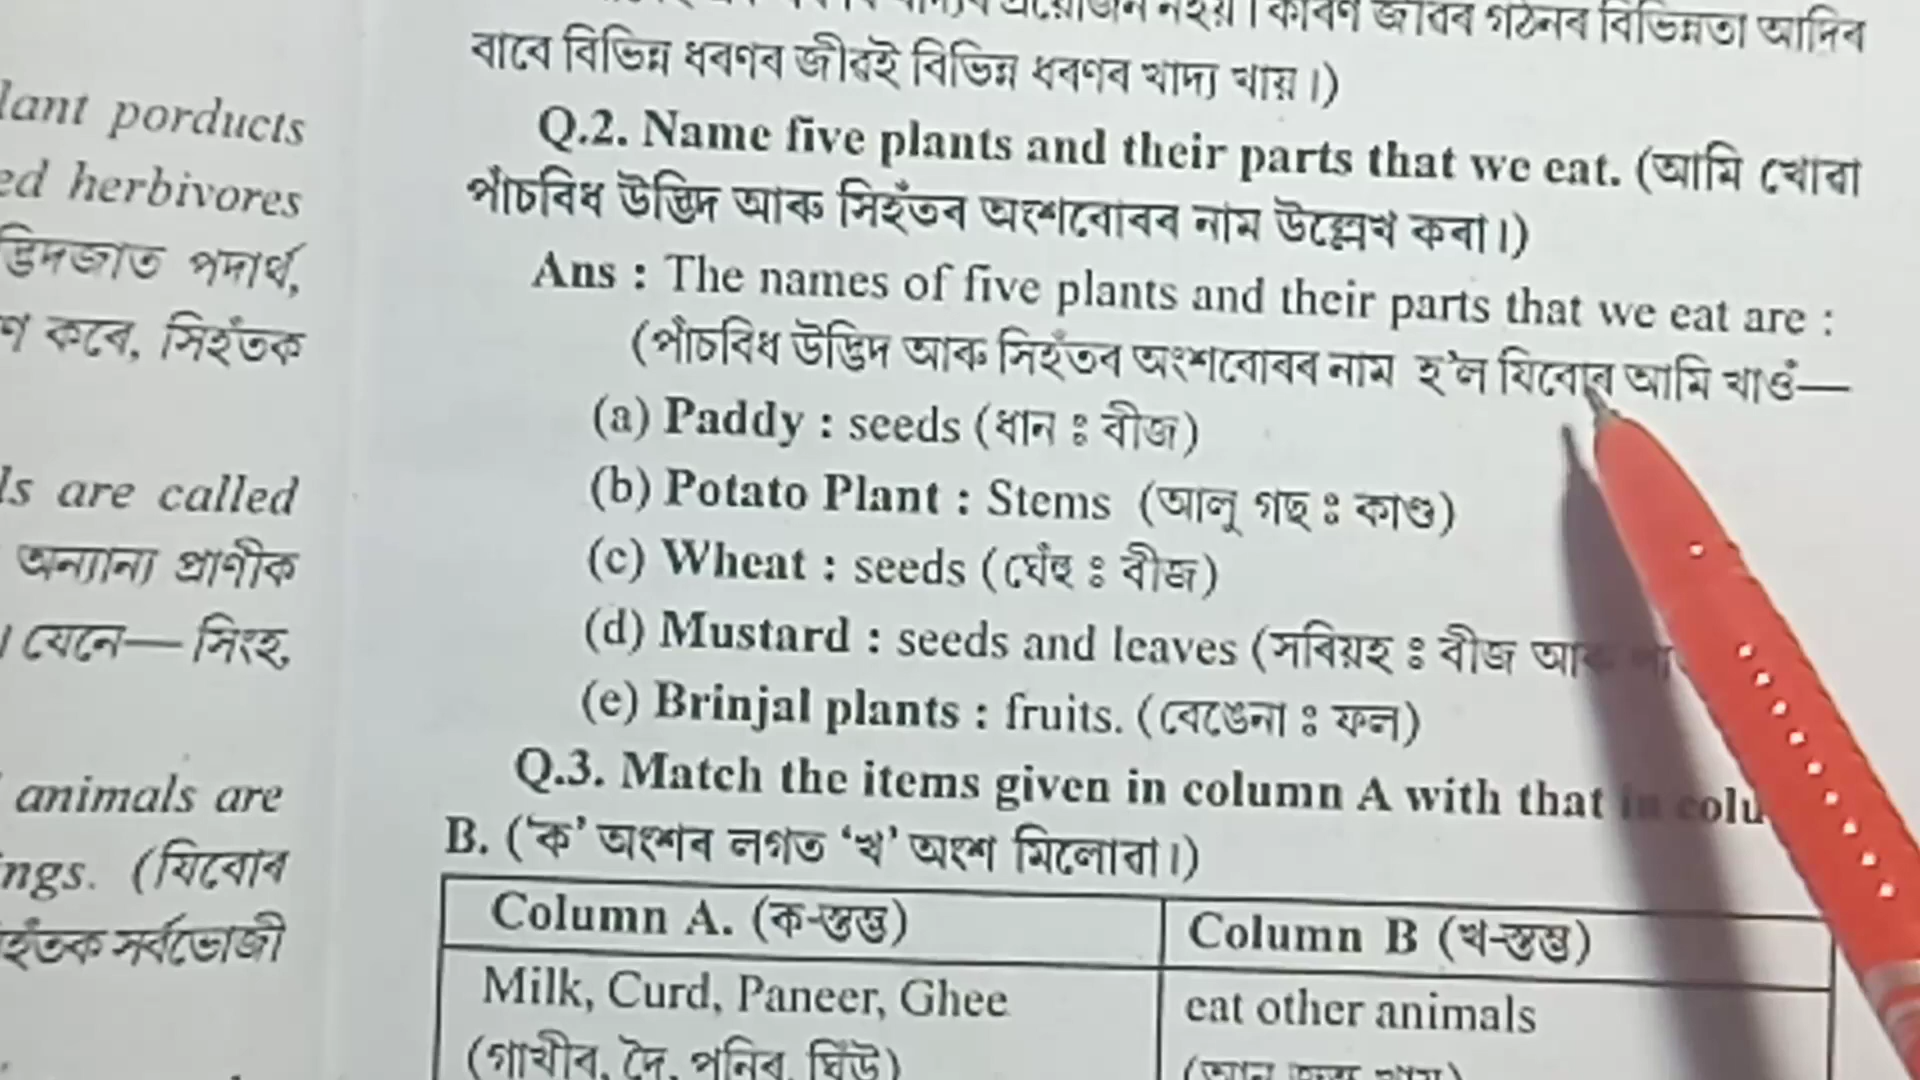 lant porducts
ed herbivores
পদাৰ্থ,
কৰে, সিহঁতক
ls are called
অন্যান্য প্ৰাণীক
। যেনে— সিংহ,
animals are
ngs. (যিবোৰ
সৰ্বভোজী
বাবে বিভিন্ন ধৰণৰ জীৱই বিভিন্ন ধৰণৰ খাদ্য খায়।)
Q.2. Name five plants and their parts that we eat. (আমি খোৱা
পাঁচবিধ উদ্ভিদ আৰু সিহঁতৰ অংশবোৰৰ নাম উল্লেখ কৰা।)
Ans : The names of five plants and their parts that we eat are :
(পাঁচবিধ উদ্ভিদ আৰু সিহঁতৰ অংশবোৰৰ নাম হ'ল যিবোৰ আমি খাওঁ—
(a) Paddy : seeds (ধান ঃ বীজ)
(b) Potato Plant : Stems (আলু গছ ঃ কাণ্ড)
(c) Wheat : seeds (ঘেঁহু ঃ বীজ)
(d) Mustard : seeds and leaves (সৰিয়হ ঃ বীজ আৰু
(e) Brinjal plants : fruits. (বেঙেনা ঃ ফল)
Q.3. Match the items given in column A with that in colu
B. ('ক' অংশৰ লগত 'খ' অংশ মিলোৱা।)
Column A. (ক-স্তম্ভ)
Column B (খ-স্তম্ভ)
Milk, Curd, Paneer, Ghee
eat other animals
(গাখীৰ, দৈ, পনিৰ, ঘিঁউ)